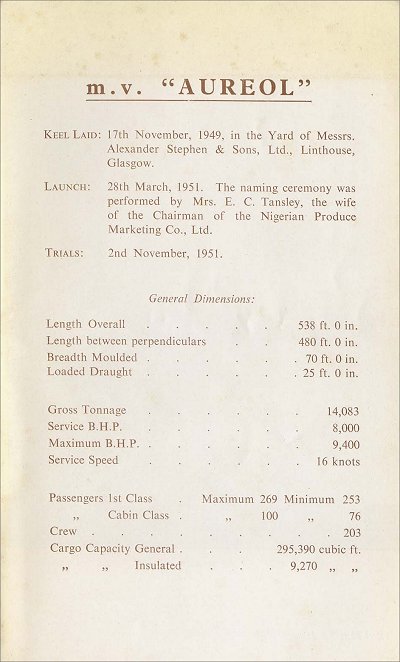 m.v. "AUREOL"
KEEL LAID: 17th November, 1949, in the Yard of Messrs.
Alexander Stephen & Sons, Ltd., Linthouse,
Glasgow.
LAUNCH: 28th March, 1951. The naming ceremony was
performed by Mrs. E. C. Tansley, the wife
of the Chairman of the Nigerian Produce
Marketing Co., Ltd.
TRIALS: 2nd November, 1951.
General Dimensions:
Length Overall . . . . . 538 ft. 0 in.
Length between perpendiculars . . 480 ft. 0 in.
Breadth Moulded . . . . . 70 ft. 0 in.
Loaded Draught . . . . . 25 ft. 0 in.
Gross Tonnage . . . . . 14,083
Service B.H.P. . . . . . 8,000
Maximum B.H.P. . . . . . 9,400
Service Speed . . . . . 16 knots
Passengers 1st Class . Maximum 269 Minimum 253
„ Cabin Class . „ 100 „ 76
Crew . . . . . . . 203
Cargo Capacity General . . . 295,390 cubic ft.
„ „ Insulated . . . 9,270 „ „